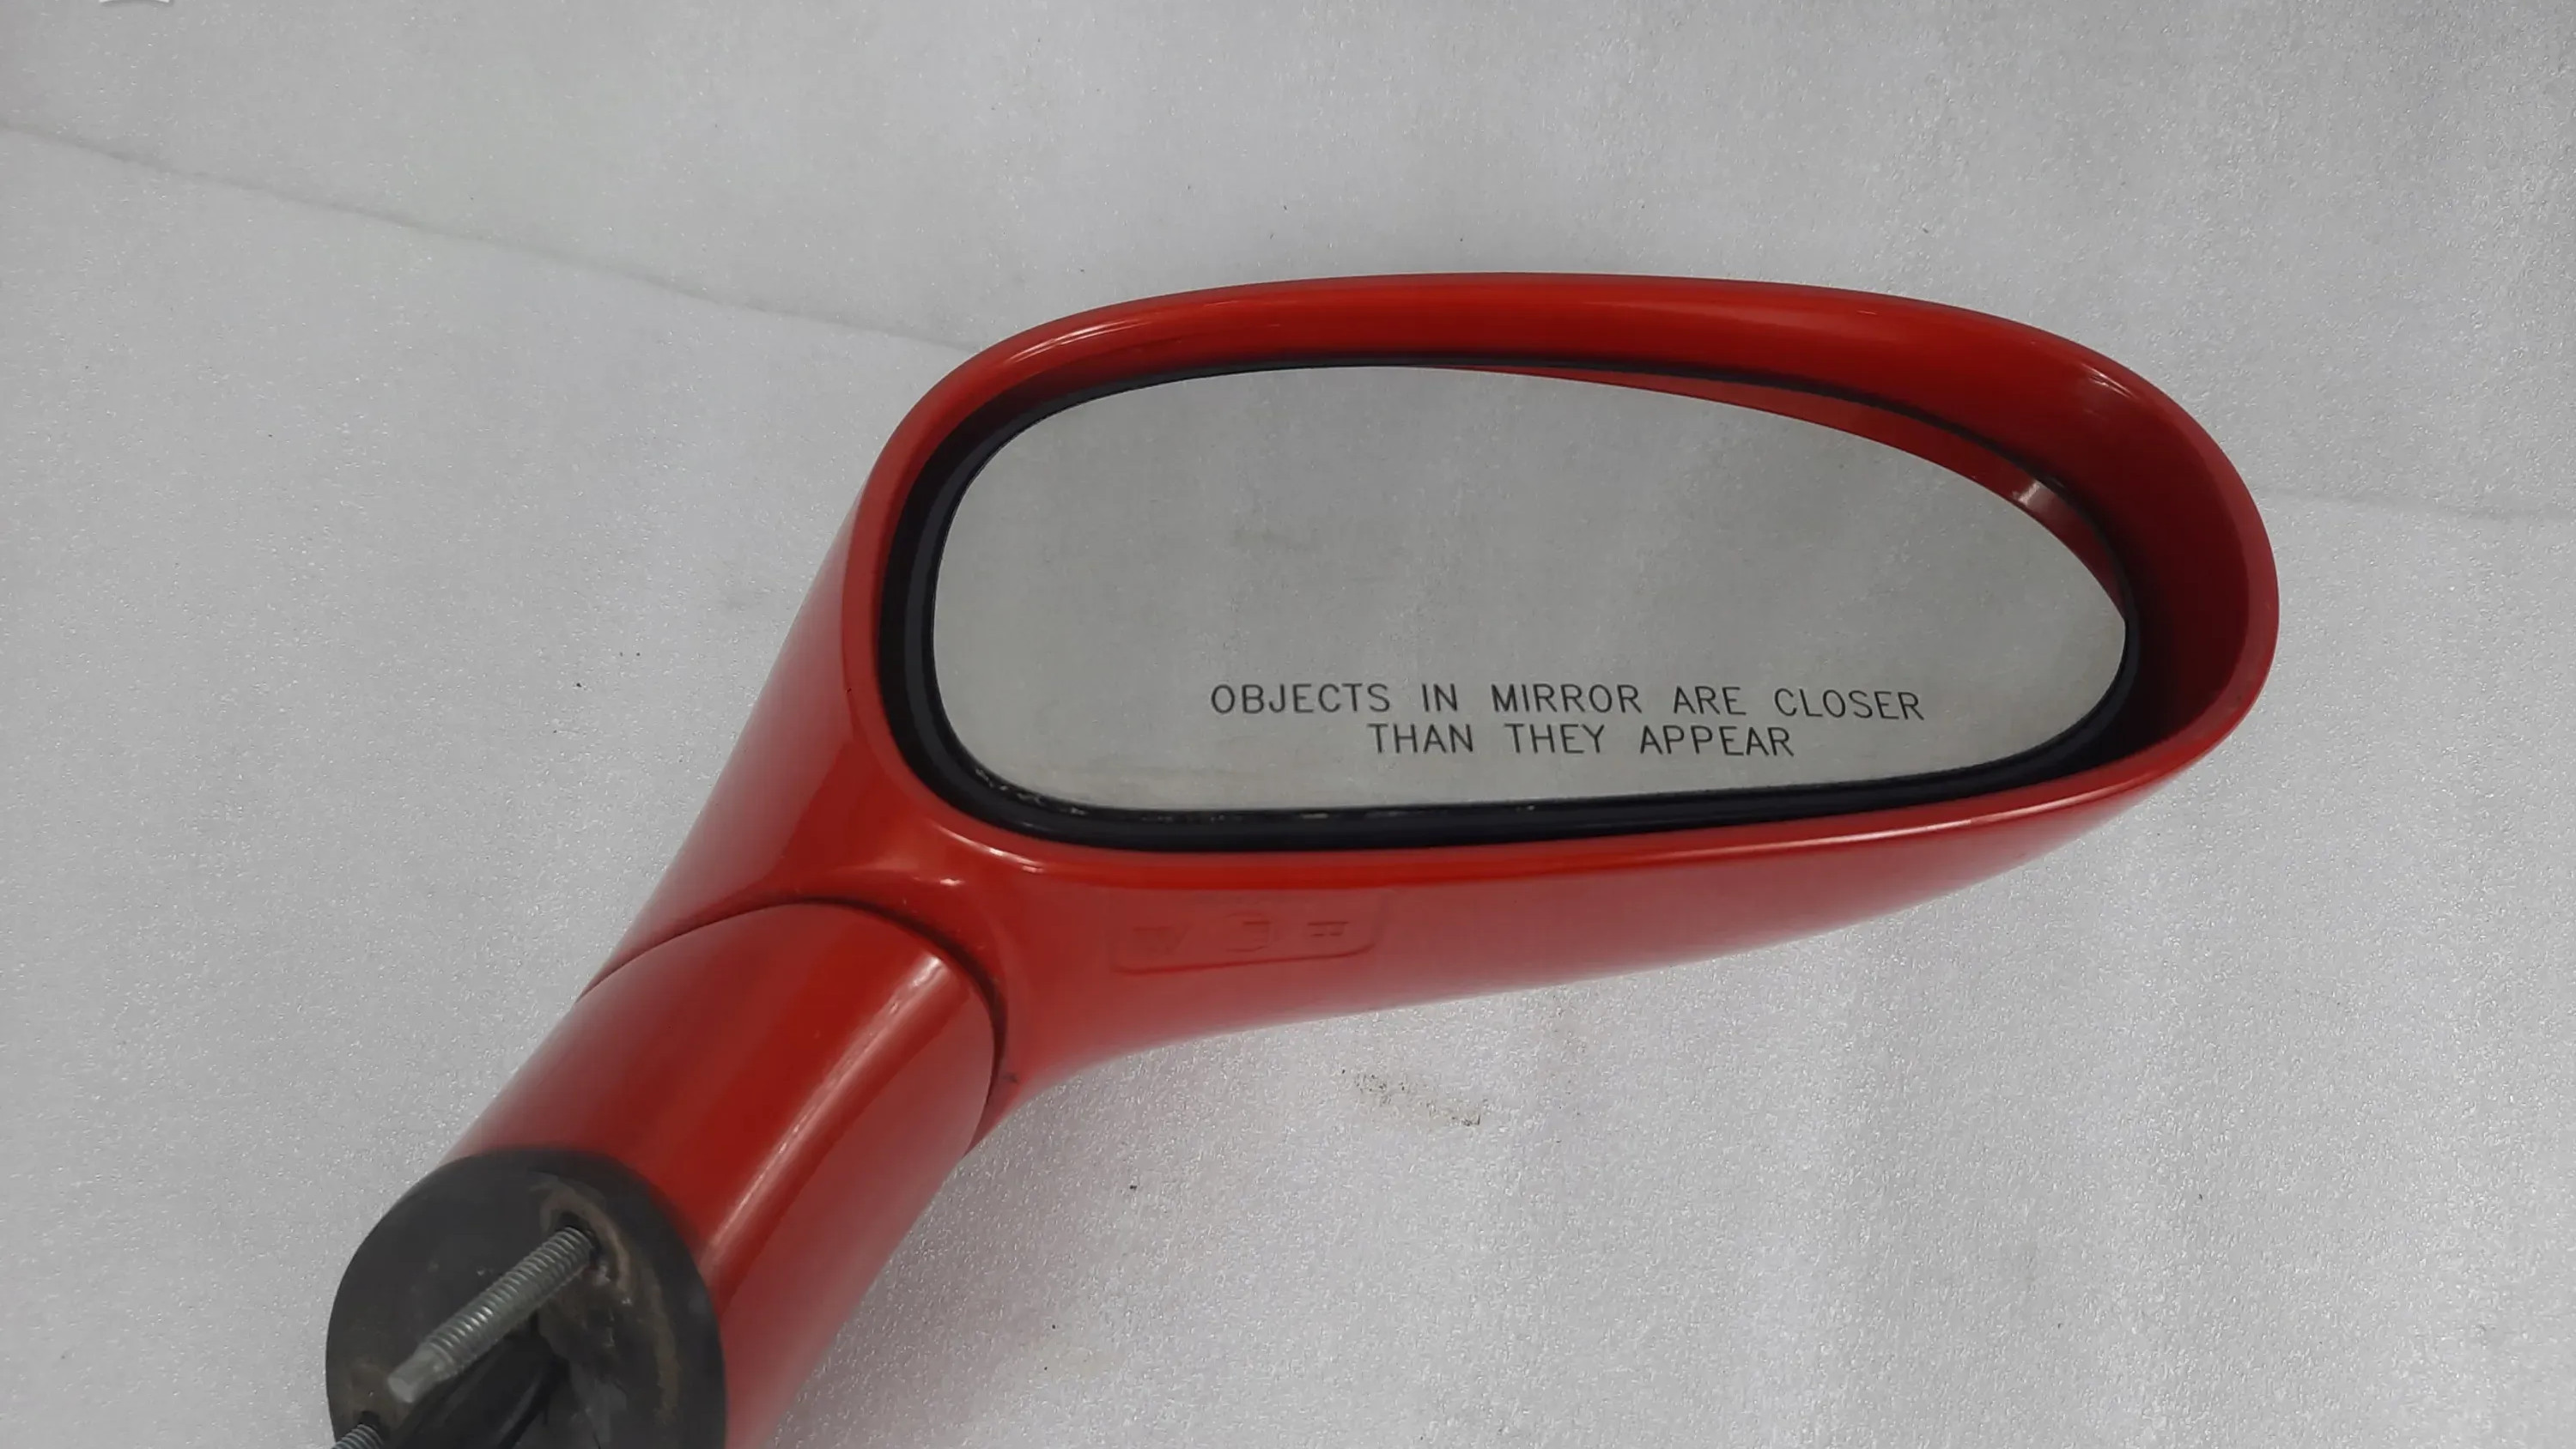 OBJECTS IN MIRROR ARE CLOSER
THAN THEY APPEAR